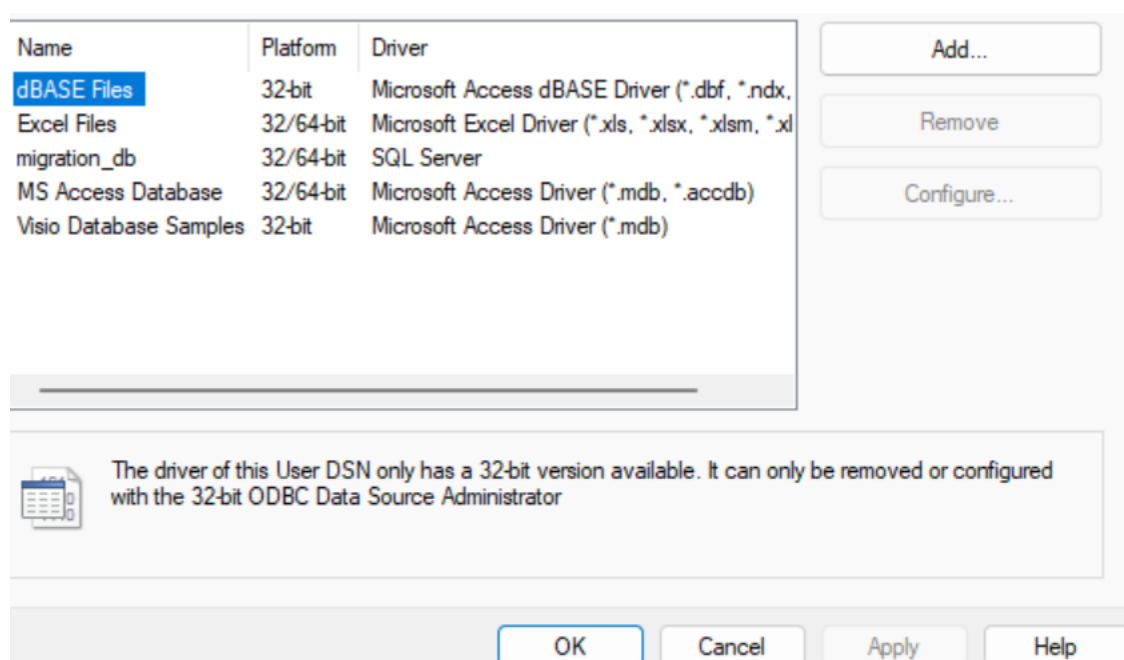 Name Platform Driver
dBASE Files 32-bit Microsoft Access dBASE Driver (*.dbf, *.ndx,
Excel Files 32/64-bit Microsoft Excel Driver (*.xls, *.xlsx, *.xlsm, *.xl
migration_db 32/64-bit SQL Server
MS Access Database 32/64-bit Microsoft Access Driver (*.mdb, *.accdb)
Visio Database Samples 32-bit Microsoft Access Driver (*.mdb)
Add...
Remove
Configure...
The driver of this User DSN only has a 32-bit version available. It can only be removed or configured
with the 32-bit ODBC Data Source Administrator
OK Cancel Apply Help